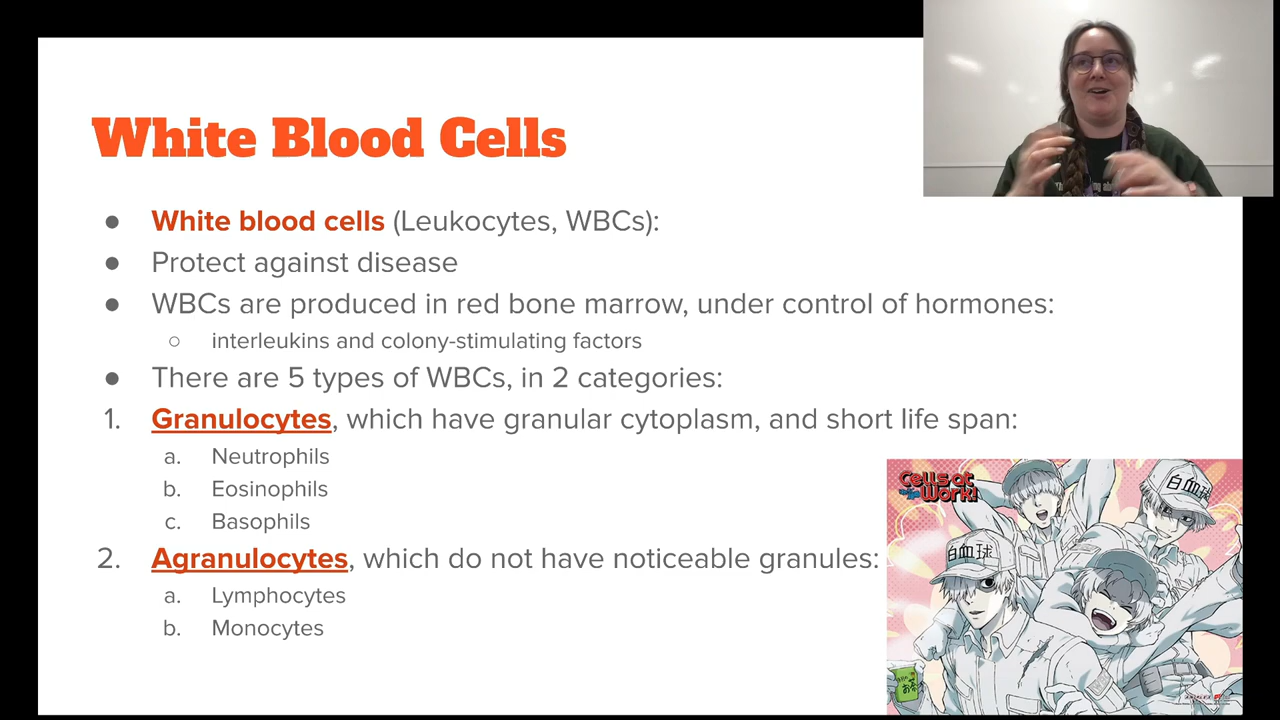 White Blood Cells
● White blood cells (Leukocytes, WBCs):
● Protect against disease
● WBCs are produced in red bone marrow, under control of hormones:
○ interleukins and colony-stimulating factors
● There are 5 types of WBCs, in 2 categories:
1. Granulocytes, which have granular cytoplasm, and short life span:
a. Neutrophils
b. Eosinophils
c. Basophils
2. Agranulocytes, which do not have noticeable granules:
a. Lymphocytes
b. Monocytes
Cells at
Work!
白血球
白血球